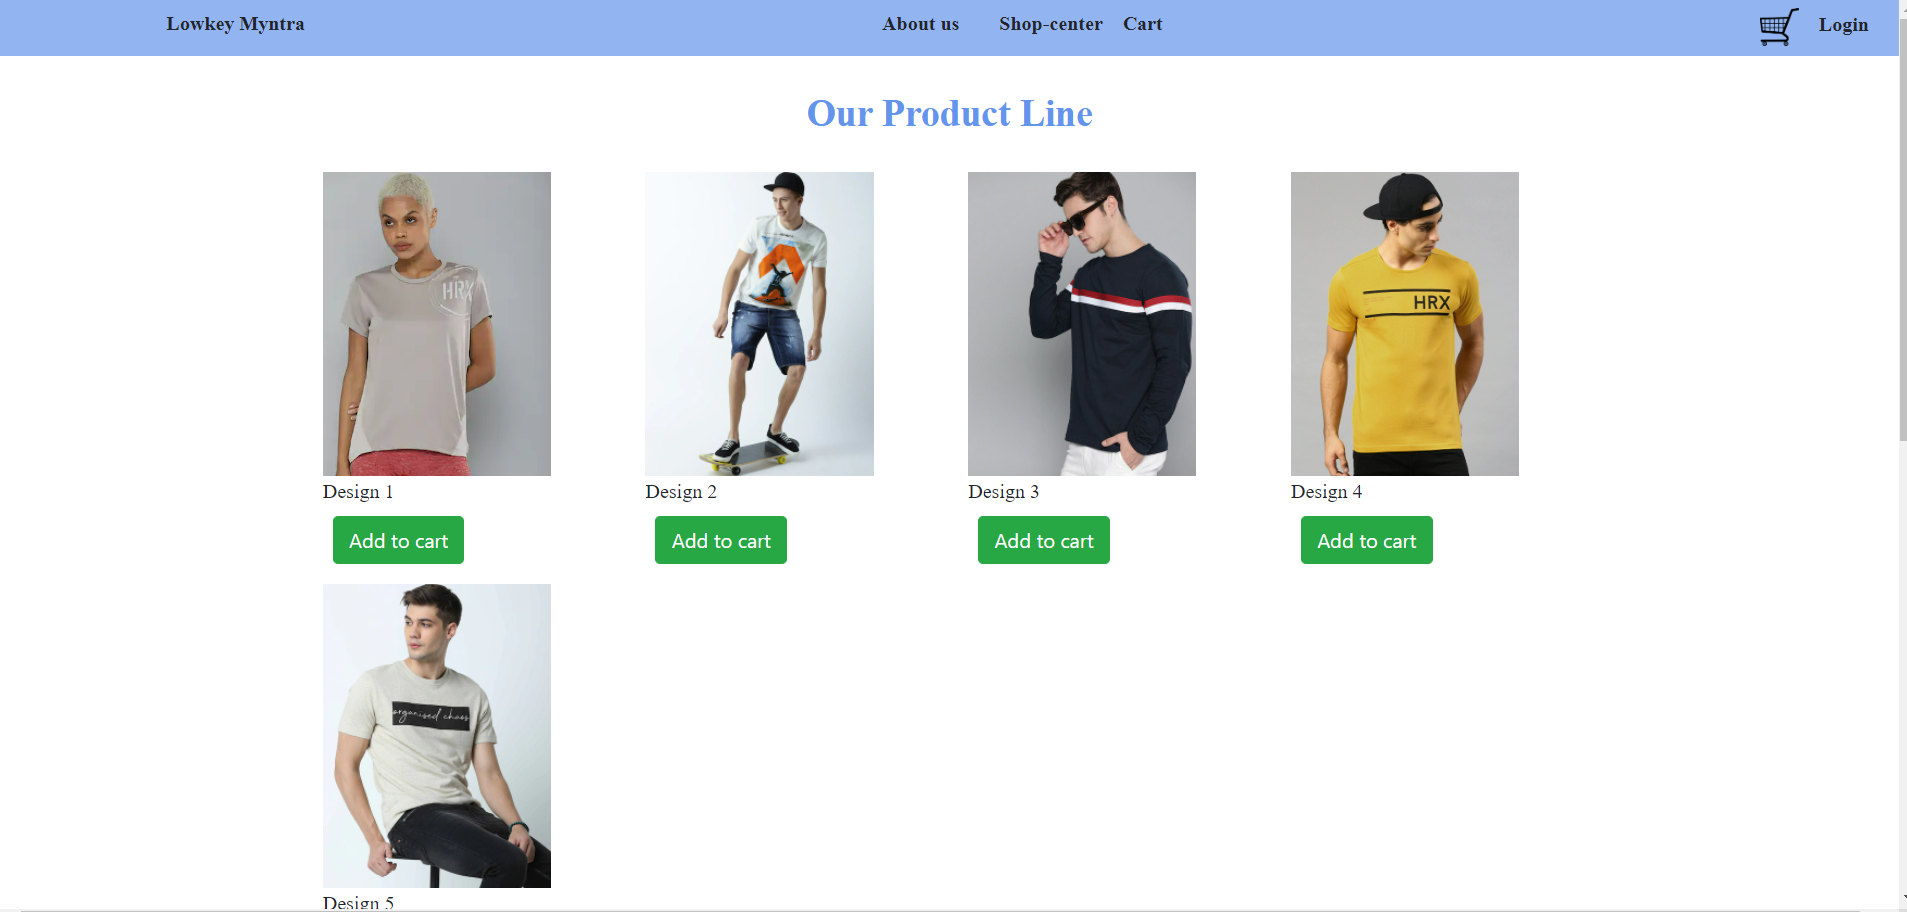 Lowkey Myntra About us Shop-center Cart Login
Our Product Line
HRX
HRX
Design 1 Design 2 Design 3 Design 4
Add to cart Add to cart Add to cart Add to cart
organised chaos
Design 5